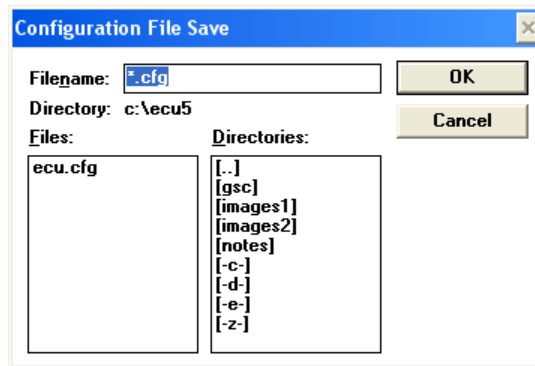 Configuration File Save
Filename: *.cfg
OK
Directory: c:\ecu5
Cancel
Files:
Directories:
ecu.cfg
[..]
[gsc]
[images1]
[images2]
[notes]
[-c-]
[-d-]
[-e-]
[-z-]